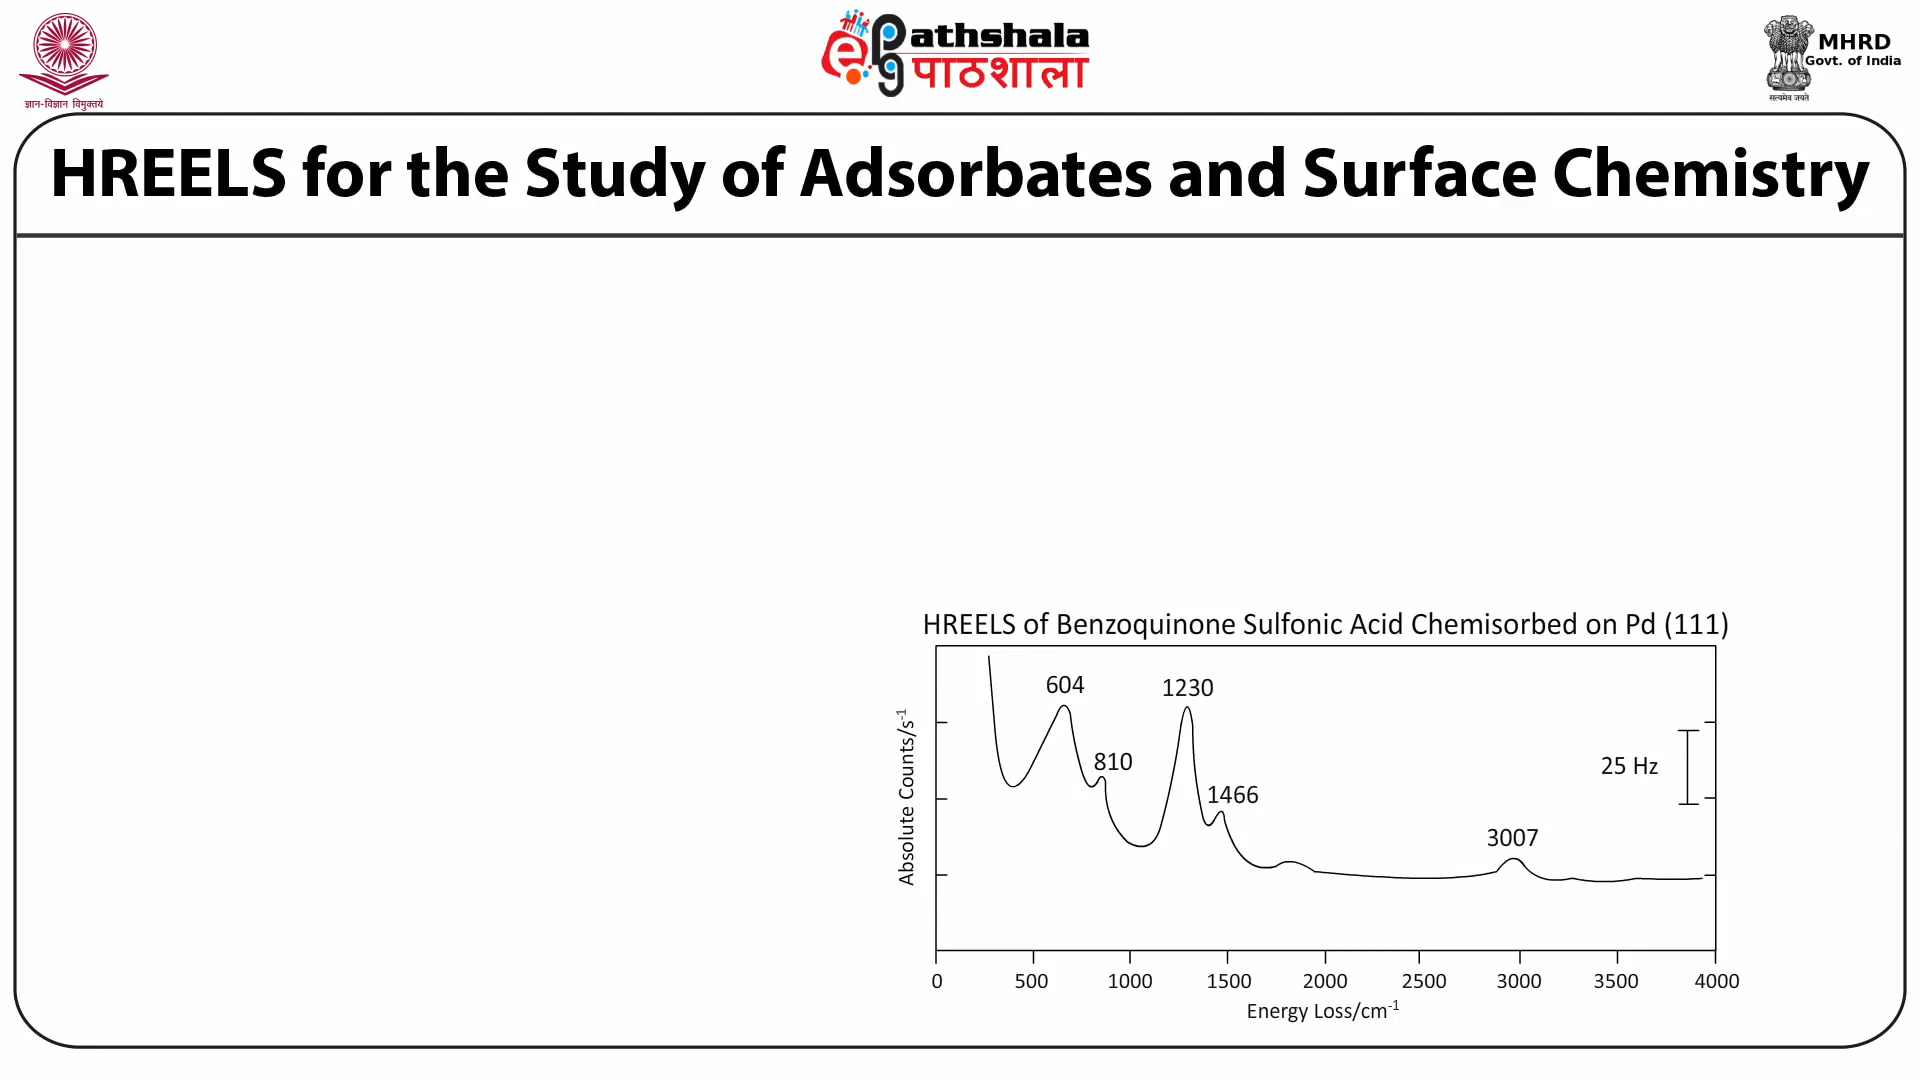 ज्ञान-विज्ञान विमुक्तये
e PG athshala
पाठशाला
MHRD
Govt. of India
सत्यमेव जयते
HREELS for the Study of Adsorbates and Surface Chemistry
HREELS of Benzoquinone Sulfonic Acid Chemisorbed on Pd (111)
604
1230
810
1466
25 Hz
3007
Absolute Counts/s⁻¹
0 500 1000 1500 2000 2500 3000 3500 4000
Energy Loss/cm⁻¹